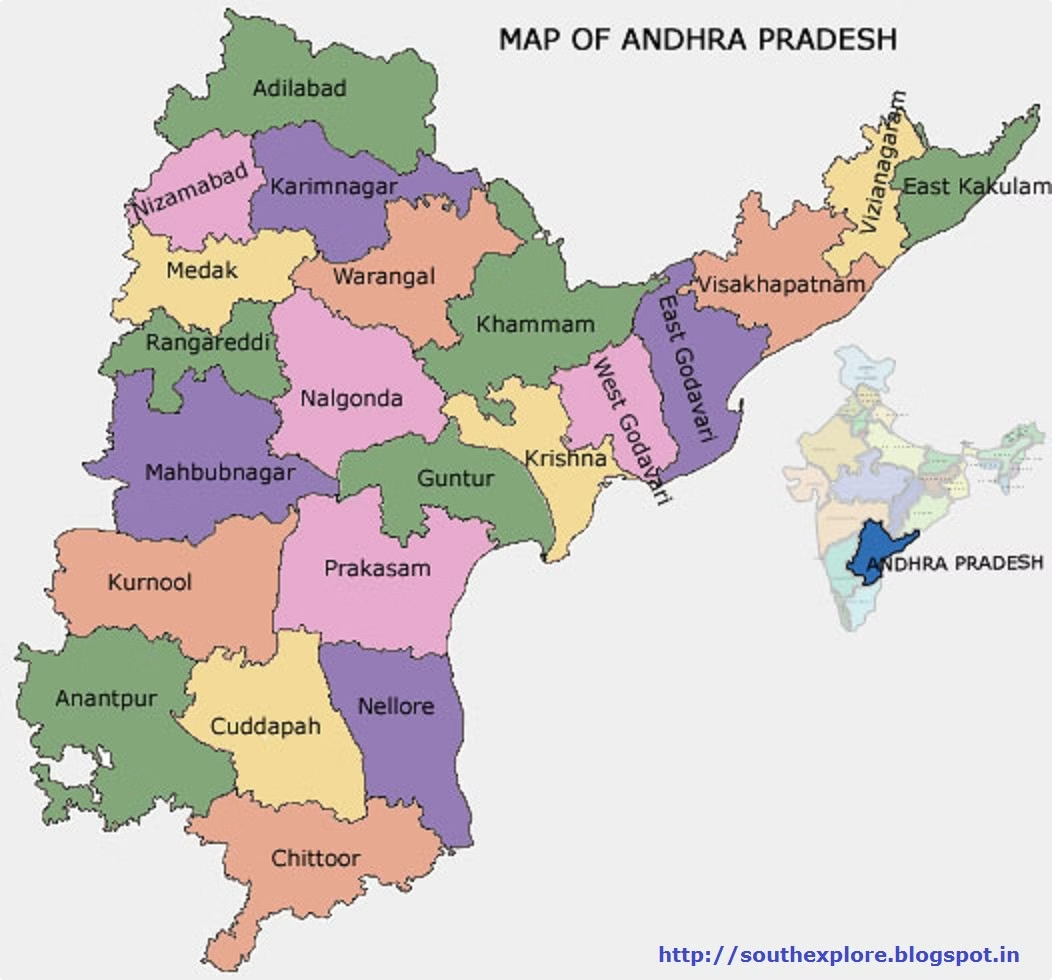 MAP OF ANDHRA PRADESH
Adilabad
Nizamabad
Karimnagar
Vizianagaram
East Kakulam
Medak
Warangal
Visakhapatnam
Khammam
Rangareddi
East Godavari
West Godavari
Nalgonda
Mahbubnagar
Guntur
Krishna
Kurnool
Prakasam
ANDHRA PRADESH
Anantpur
Cuddapah
Nellore
Chittoor
http://southexplore.blogspot.in